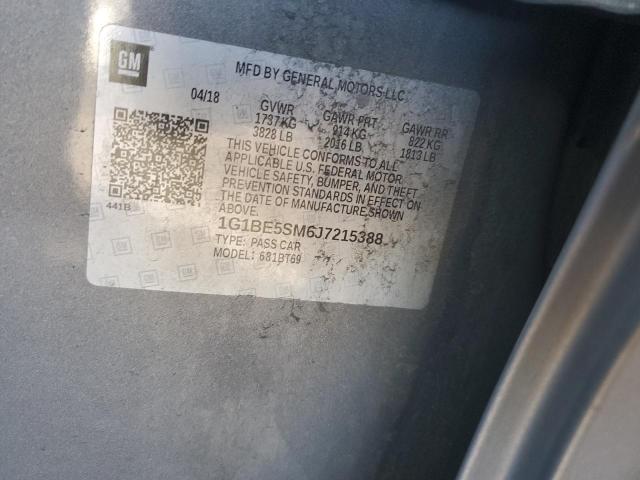 GM
MFD BY GENERAL MOTORS LLC
04/18
GVWR GAWR FRT GAWR RR
1737 KG 914 KG 822 KG
3828 LB 2016 LB 1813 LB
THIS VEHICLE CONFORMS TO ALL
APPLICABLE U.S. FEDERAL MOTOR
VEHICLE SAFETY, BUMPER, AND THEFT
PREVENTION STANDARDS IN EFFECT ON
THE DATE OF MANUFACTURE SHOWN
ABOVE.
441B
1G1BE5SM6J7215388
TYPE: PASS CAR
MODEL: 681BT69